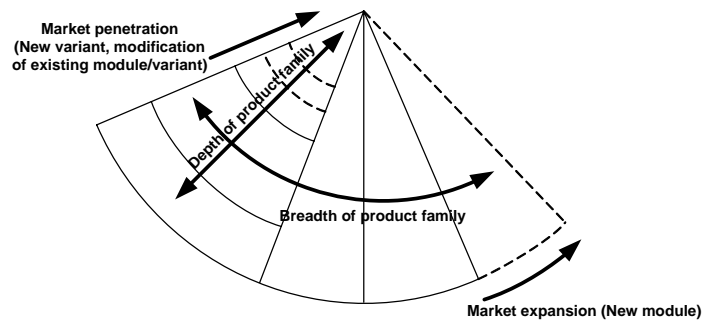 Market penetration
(New variant, modification
of existing module/variant)
Depth of product family
Breadth of product family
Market expansion (New module)